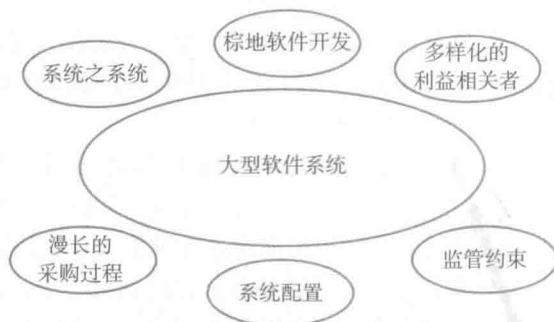 棕地软件开发
系统之系统
多样化的
利益相关者
大型软件系统
漫长的
采购过程
系统配置
监管约束